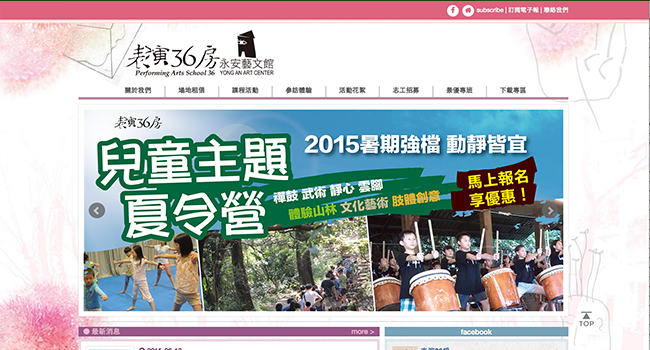 subscribe | 訂閱電子報 | 聯絡我們
表演36房
Performing Arts School 36
永安藝文館
YONG AN ART CENTER
關於我們 場地租借 課程活動 參訪體驗 活動花絮 志工招募 最優專班 下載專區
表演36房
2015暑期強檔 動靜皆宜
兒童主題
夏令營
禪鼓 武術 靜心 雲腳
體驗山林 文化藝術 肢體創意
馬上報名
享優惠！
TOP
最新消息 more >
facebook